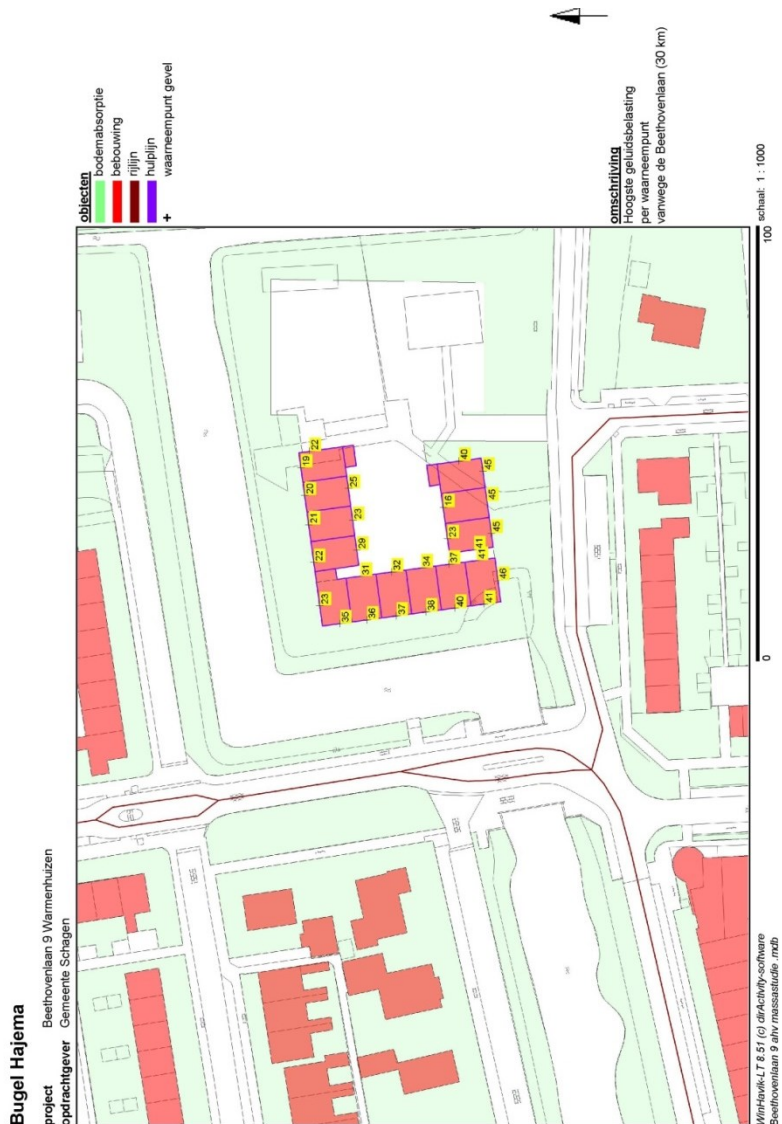 Bugel Hajema
project Beethovenlaan 9 Warmenhuizen
opdrachtgever Gemeente Schagen
objecten
bodemabsorptie
bebouwing
rijlijn
hulplijn
+ waarneempunt gevel
19
22
20
21
25
22
23
29
23
31
32
35
36
34
37
37
38
40
41
41
41
46
23
45
16
45
40
45
omschrijving
Hoogste geluidsbelasting
per waarneempunt
vanwege de Beethovenlaan (30 km)
0
100
schaal: 1 : 1000
WinHavik-LT 8.51 (c) dirActivity-software
Beethovenlaan 9 ahv massastudie .mdb